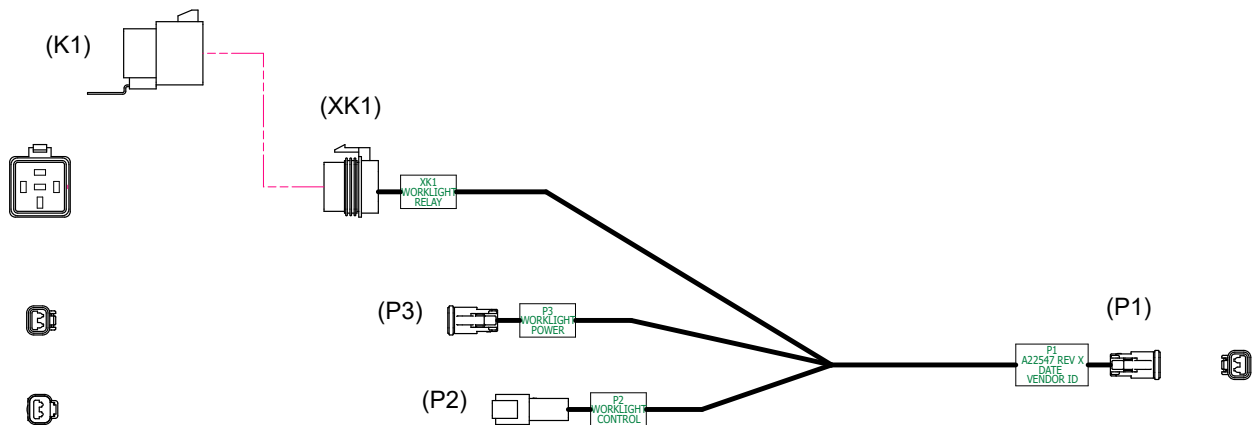 (K1)
(XK1)
XK1
WORKLIGHT
RELAY
(P3)
P3
WORKLIGHT
POWER
(P1)
P1
A22547 REV X
DATE
VENDOR ID
(P2)
P2
WORKLIGHT
CONTROL